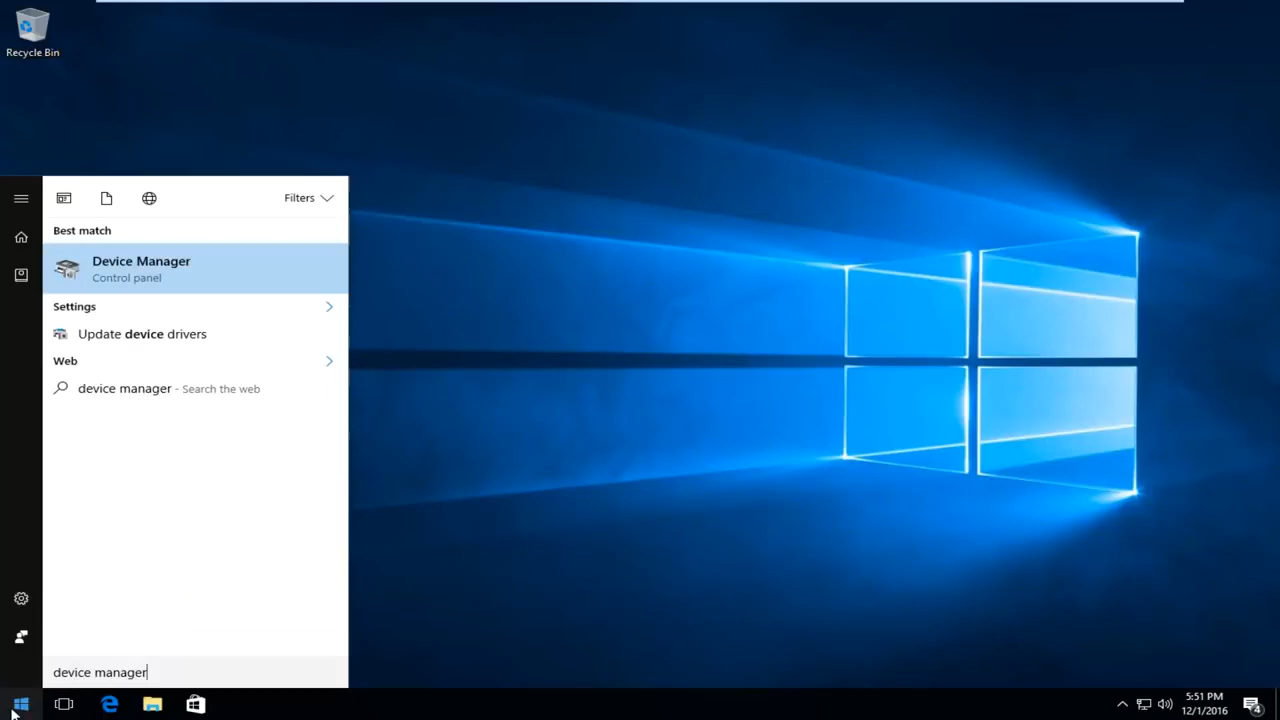 Recycle Bin
Filters
Best match
Device Manager
Control panel
Settings
Update device drivers
Web
device manager - Search the web
device manager
5:51 PM
12/1/2016
4